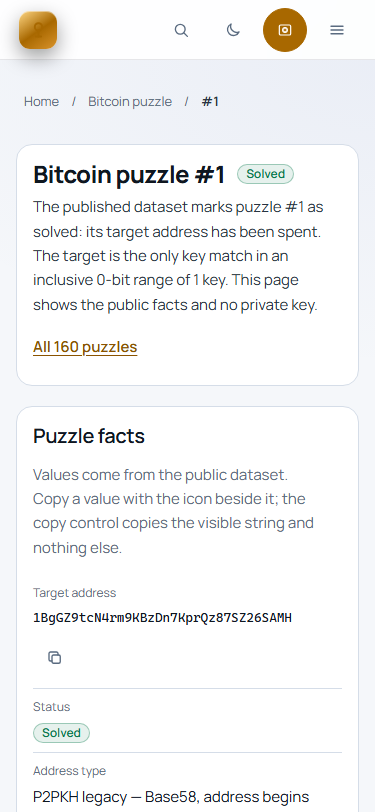 Home / Bitcoin puzzle / #1
Bitcoin puzzle #1 Solved
The published dataset marks puzzle #1 as
solved: its target address has been spent.
The target is the only key match in an
inclusive 0-bit range of 1 key. This page
shows the public facts and no private key.
All 160 puzzles
Puzzle facts
Values come from the public dataset.
Copy a value with the icon beside it; the
copy control copies the visible string and
nothing else.
Target address
1BgGZ9tcN4rm9KBzDn7KprQz87SZ26SAMH
Status
Solved
Address type
P2PKH legacy — Base58, address begins